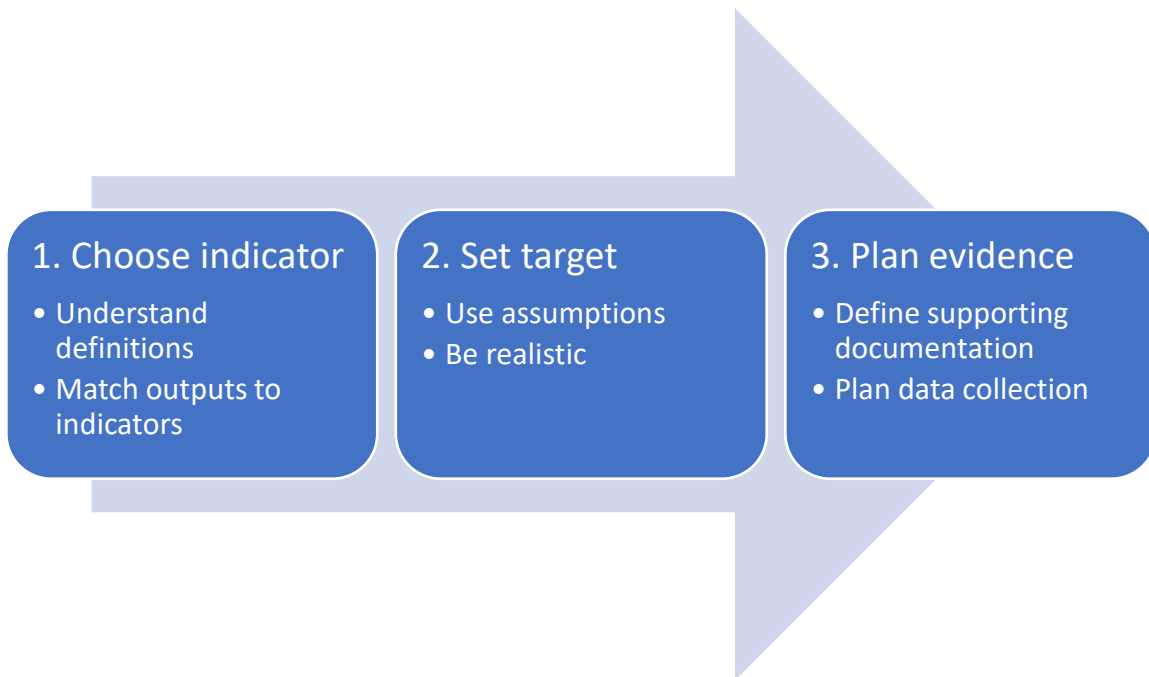 1. Choose indicator
• Understand
definitions
• Match outputs to
indicators
2. Set target
• Use assumptions
• Be realistic
3. Plan evidence
• Define supporting
documentation
• Plan data collection